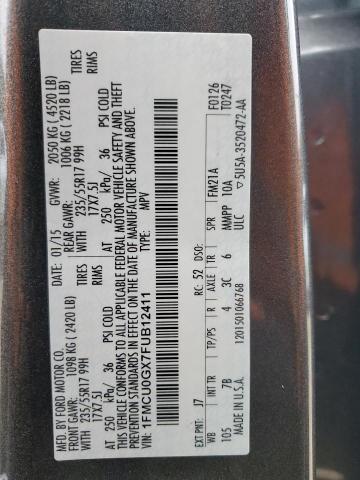 MFD. BY FORD MOTOR CO.
DATE: 01/15 GVWR: 2050 KG ( 4520 LB)
FRONT GAWR: 1098 KG (2420 LB) REAR GAWR: 1006 KG ( 2218 LB)
WITH 235/55R17 99H TIRES WITH 235/55R17 99H TIRES
17X7.5J RIMS 17X7.5J RIMS
AT 250 kPa/ 36 PSI COLD AT 250 kPa/ 36 PSI COLD
THIS VEHICLE CONFORMS TO ALL APPLICABLE FEDERAL MOTOR VEHICLE SAFETY AND THEFT
PREVENTION STANDARDS IN EFFECT ON THE DATE OF MANUFACTURE SHOWN ABOVE.
VIN: 1FMCU0GX7FUB12411 TYPE: MPV
F0126
T0247
EXT PNT: J7 RC: 52 DSO: FM21A
WB INT TR TP/PS R AXLE TR SPR
105 7B 4 3C 6 MMPP 10A
U.S.A. 1201501066768 ULC
5U5A-3520472-AA